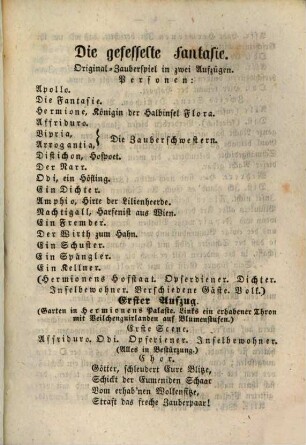 Die gefesselte Fantasie.
Original-Zauberspiel in zwei Aufzügen.
Personen:
Apollo.
Die Fantasie.
Hermione, Königin der Halbinsel Flora.
Affriduro.
Vipria,
Arrogantia, } Die Zauberschwestern.
Distichon, Hofpoet.
Der Narr.
Odi, ein Höfling.
Ein Dichter.
Amphio, Hirte der Lilienheerde.
Nachtigall, Harfenist aus Wien.
Ein Fremder.
Der Wirth zum Hahn.
Ein Schuster.
Ein Spängler.
Ein Kellner.
(Hermionens Hofstaat. Opferdiener. Dichter.
Inselbewohner. Verschiedene Gäste. Volk.)
Erster Aufzug.
(Garten in Hermionens Palaste. Links ein erhabener Thron
mit Veilchenguirlanden auf Blumenstufen.)
Erste Scene.
Affriduro. Odi. Opferdiener. Inselbewohner.
(Alles in Bestürzung.)
Chor.
Götter, schleudert Eure Blitze,
Schickt der Eumeniden Schaar
Vom erhab'nen Wolkensitze,
Straft das freche Zauberpaar!